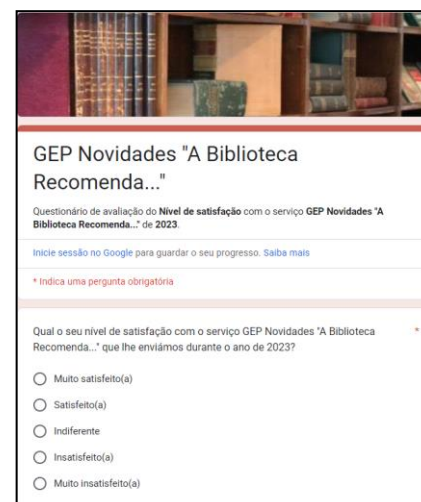 GEP Novidades "A Biblioteca
Recomenda..."
Questionário de avaliação do Nível de satisfação com o serviço GEP Novidades "A
Biblioteca Recomenda..." de 2023.
Inicie sessão no Google para guardar o seu progresso. Saiba mais
* Indica uma pergunta obrigatória
Qual o seu nível de satisfação com o serviço GEP Novidades "A Biblioteca *
Recomenda..." que lhe enviámos durante o ano de 2023?
Muito satisfeito(a)
Satisfeito(a)
Indiferente
Insatisfeito(a)
Muito insatisfeito(a)